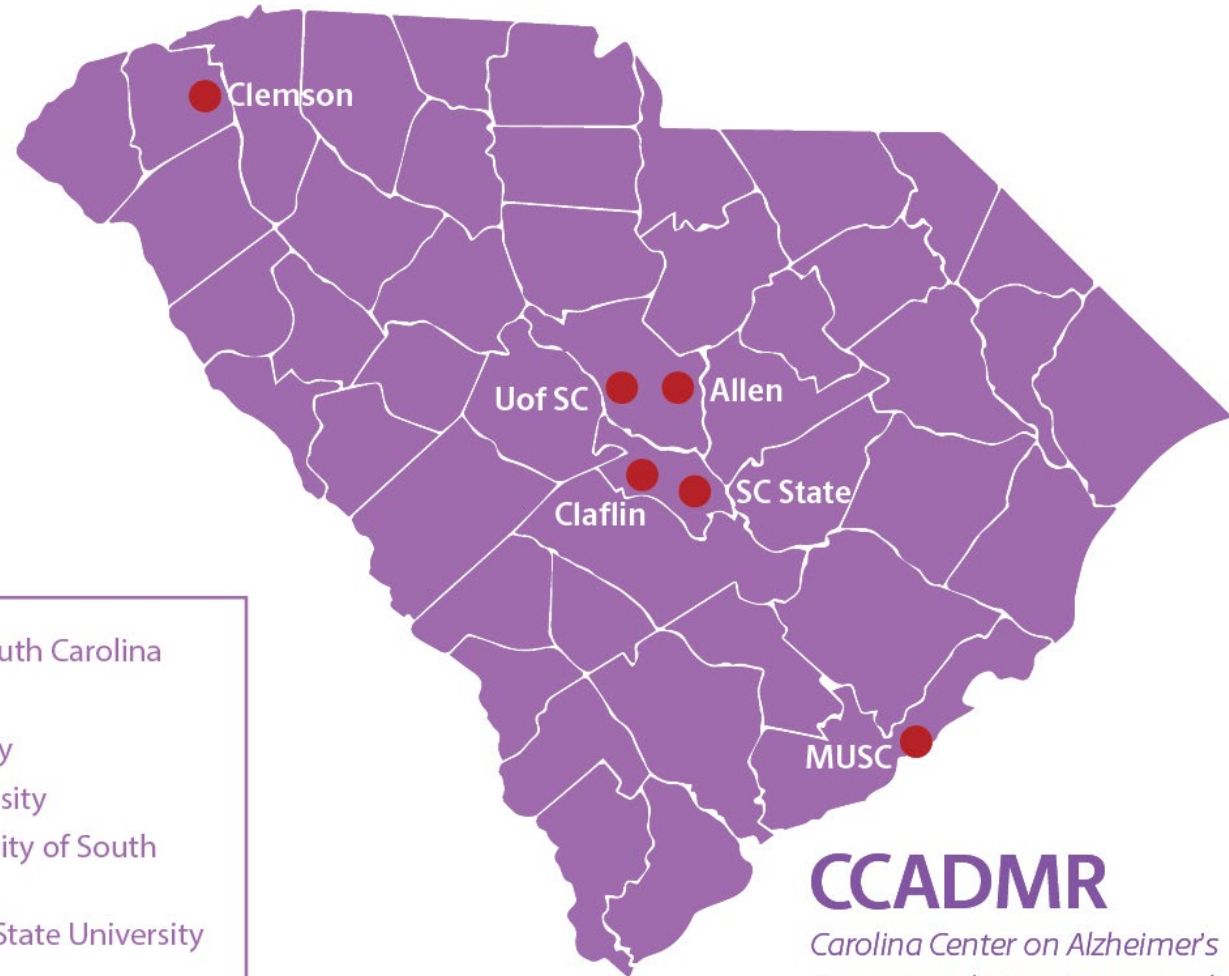 Clemson
Uof SC
Allen
Claflin
SC State
MUSC
uth Carolina
y
sity
ity of South
State University
CCADMR
Carolina Center on Alzheimer's